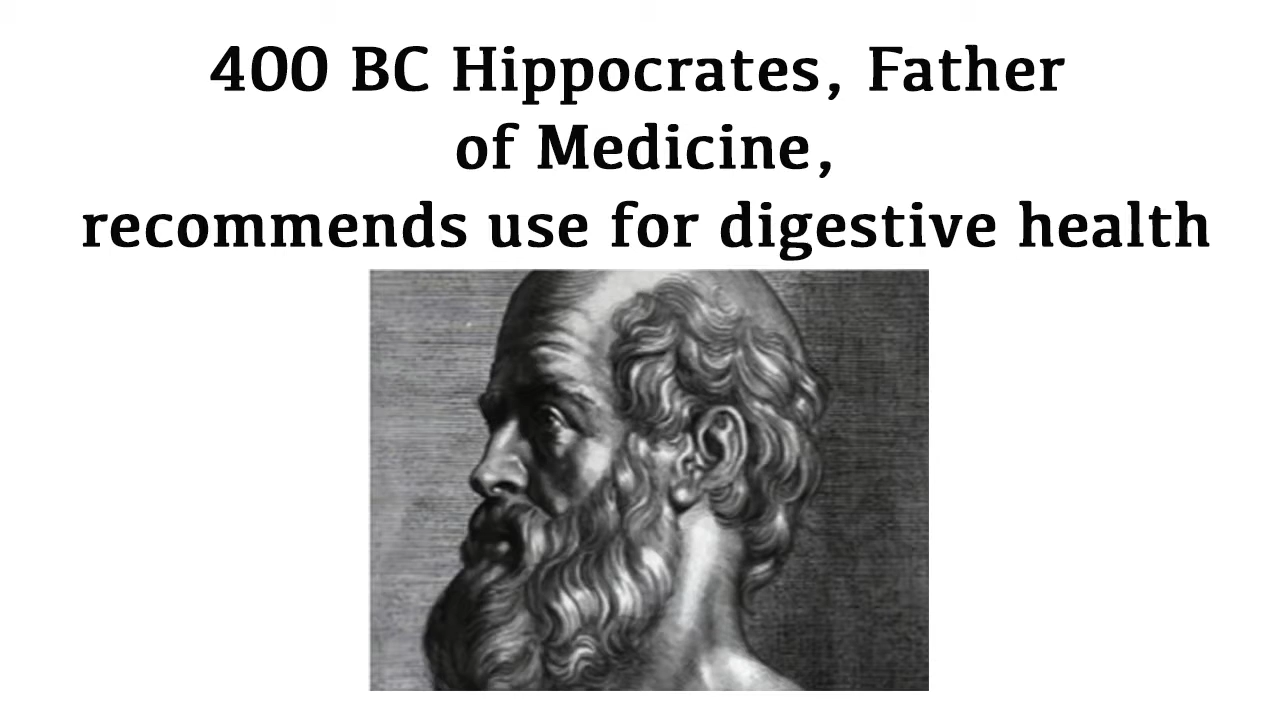 400 BC Hippocrates, Father
of Medicine,
recommends use for digestive health